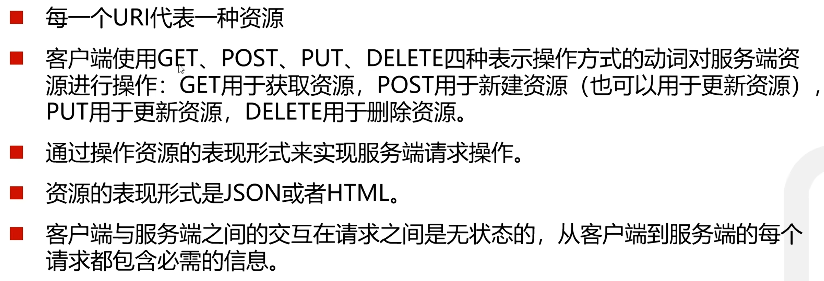 每一个URI代表一种资源
客户端使用GET、POST、PUT、DELETE四种表示操作方式的动词对服务端资
源进行操作：GET用于获取资源，POST用于新建资源（也可以用于更新资源），
PUT用于更新资源，DELETE用于删除资源。
通过操作资源的表现形式来实现服务端请求操作。
资源的表现形式是JSON或者HTML。
客户端与服务端之间的交互在请求之间是无状态的，从客户端到服务端的每个
请求都包含必需的信息。